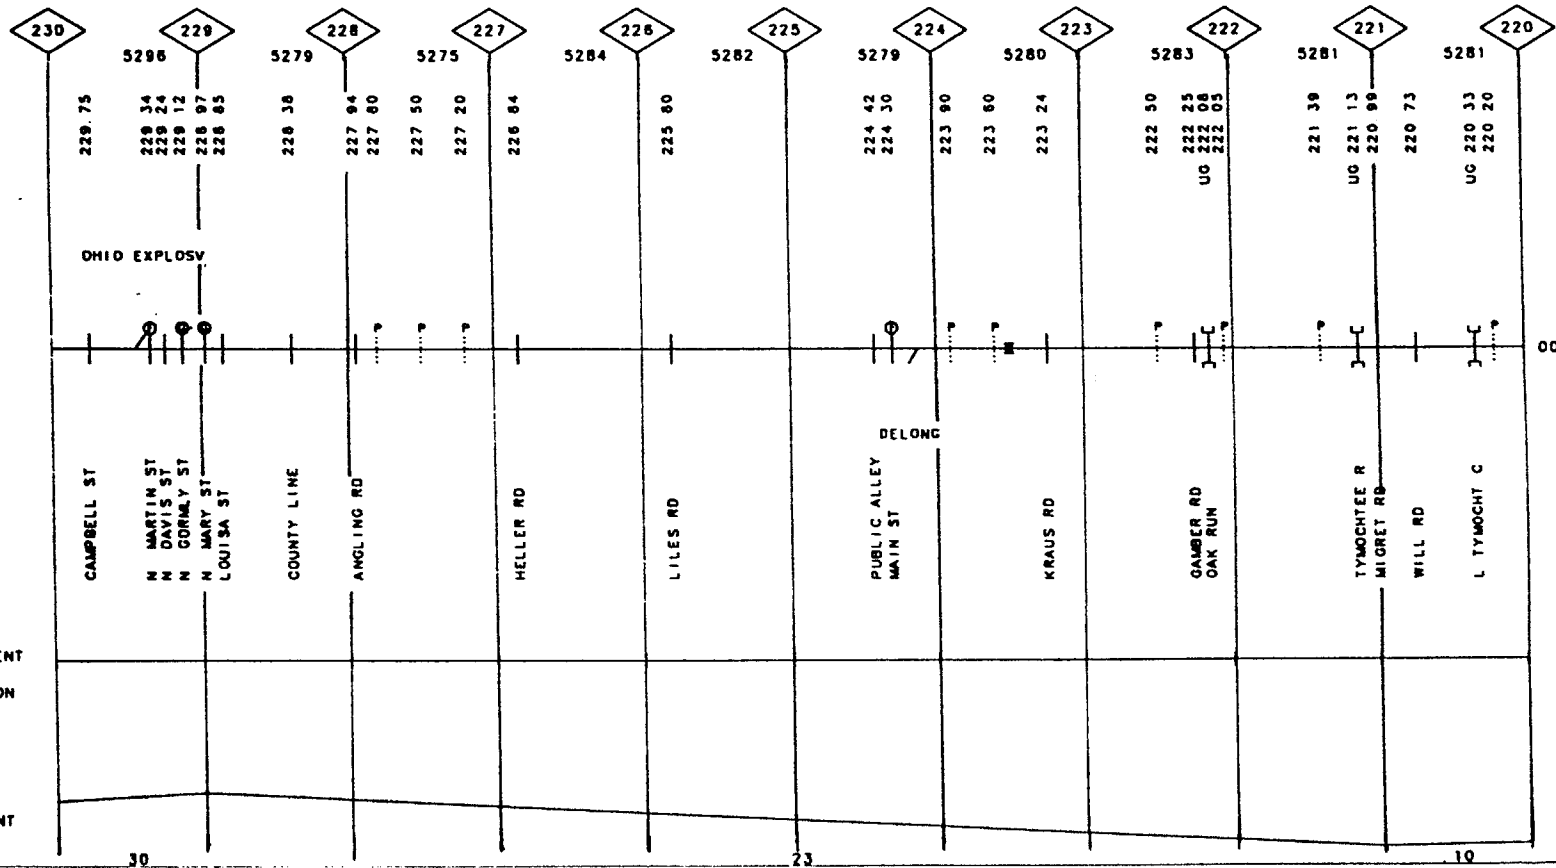 230 229 228 227 226 225 224 223 222 221 220
5296 5279 5275 5284 5282 5279 5280 5283 5281 5281
229.75
229 34
229 24
229 12
228 97
228 85
228 38
227 94
227 80
227 50
227 20
226 84
225 80
224 42
224 30
223 90
223 60
223 24
222 50
222 25
UG 222 08
222 05
221 39
UG 221 13
220 99
220 73
UG 220 33
220 20
OHIO EXPLOSV
P P P P P P P P P
00
DELONG
CAMPBELL ST
N MARTIN ST
N DAVIS ST
N GORMLY ST
N MARY ST
LOUISA ST
COUNTY LINE
ANGLING RD
HELLER RD
LILES RD
PUBLIC ALLEY
MAIN ST
KRAUS RD
GAMBER RD
OAK RUN
TYMOCHTEE R
MIGRET RD
WILL RD
L TYMOCHT C
ENT
ON
NT
30 23 .10